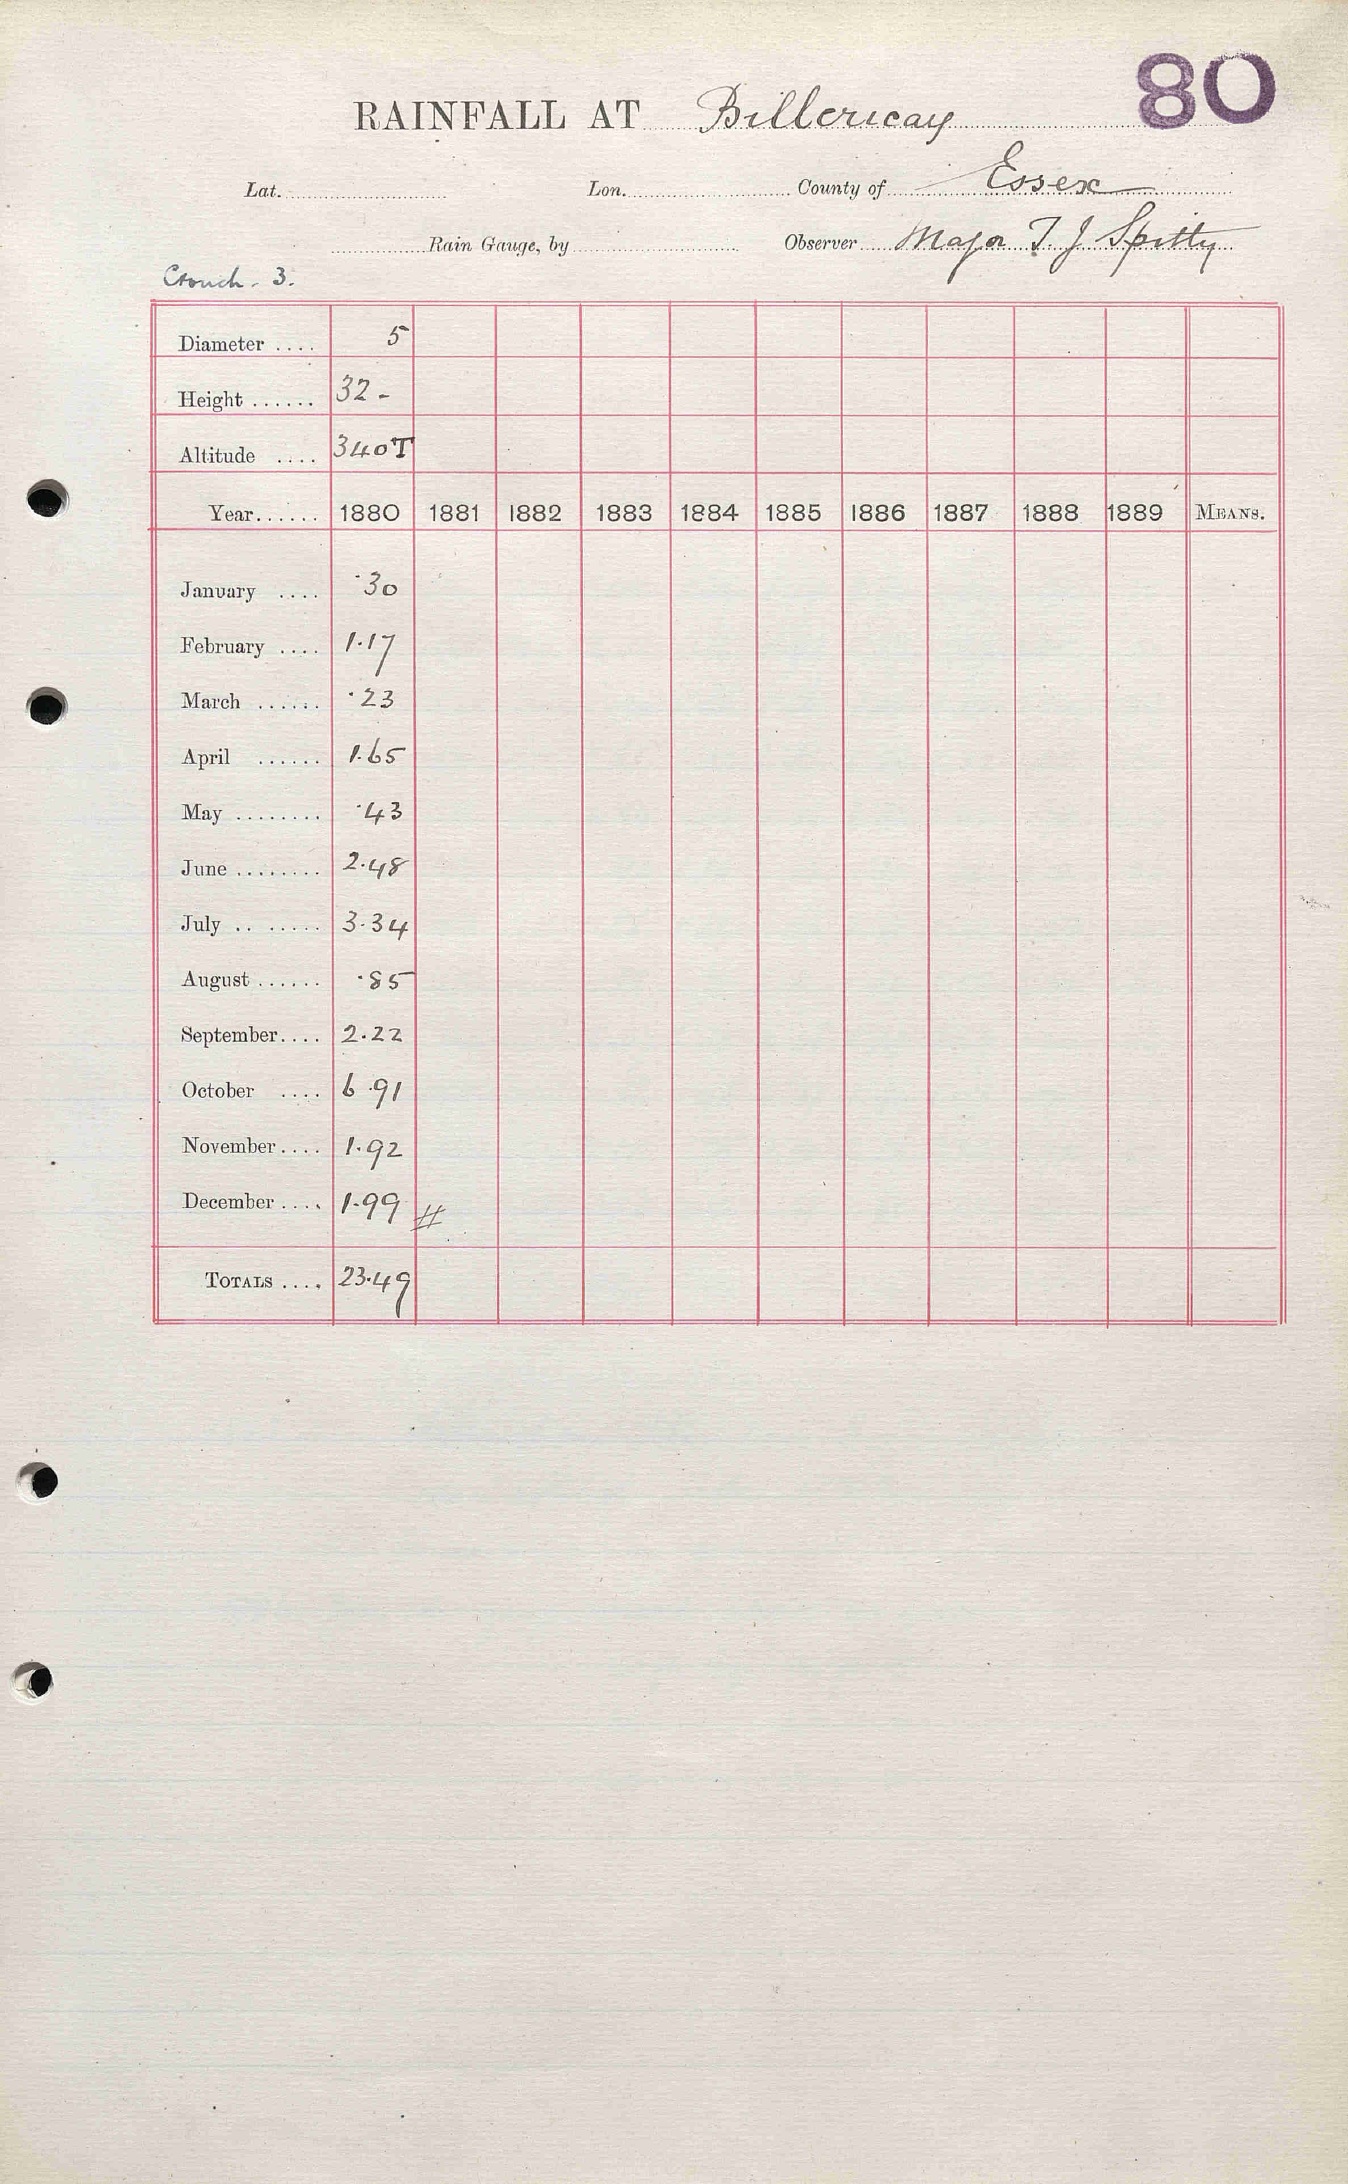 80
RAINFALL AT Billericay
Lat. Lon. County of Essex
Rain Gauge, by Observer Major T J Spitty
Crouch. 3.
Diameter .... 5
Height ...... 32 -
Altitude .... 340T
Year...... 1880 1881 1882 1883 1884 1885 1886 1887 1888 1889 MEANS.
January .... ·30
February .... 1·17
March ...... ·23
April ...... 1·65
May ........ ·43
June ........ 2·48
July .. ...... 3·34
August ...... ·85
September.... 2·22
October .... 6·91
November.... 1·92
December .... 1·99 #
TOTALS .... 23·49